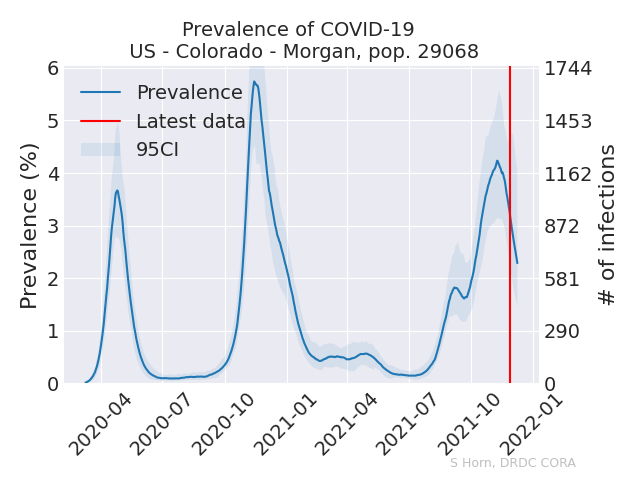 Prevalence of COVID-19
US - Colorado - Morgan, pop. 29068
Prevalence (%)
6
5
4
3
2
1
0
Prevalence
Latest data
95CI
1744
1453
1162
872
581
290
0
# of infections
2020-04
2020-07
2020-10
2021-01
2021-04
2021-07
2021-10
2022-01
S Horn, DRDC CORA